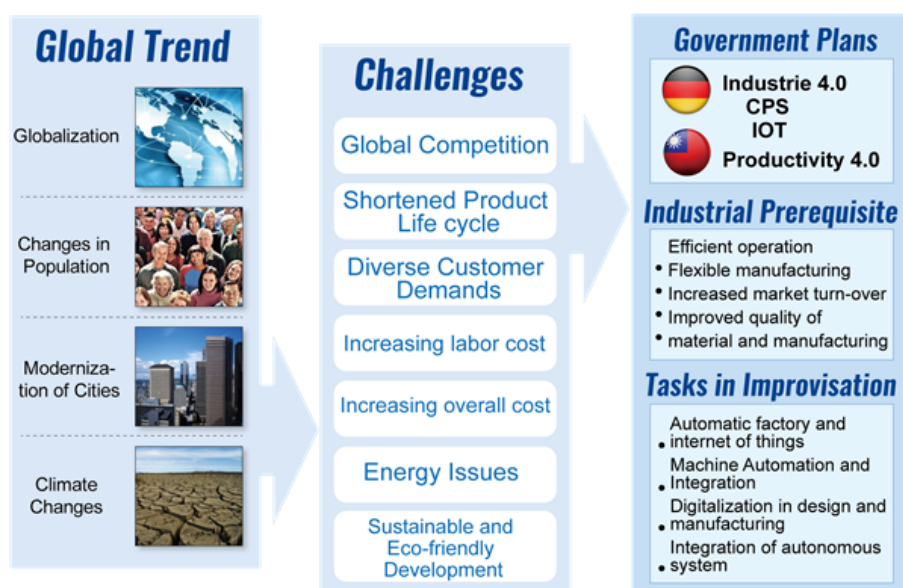 Global Trend
Globalization
Changes in
Population
Moderniza-
tion of Cities
Climate
Changes
Challenges
Global Competition
Shortened Product
Life cycle
Diverse Customer
Demands
Increasing labor cost
Increasing overall cost
Energy Issues
Sustainable and
Eco-friendly
Development
Government Plans
Industrie 4.0
CPS
IOT
Productivity 4.0
Industrial Prerequisite
Efficient operation
• Flexible manufacturing
• Increased market turn-over
• Improved quality of
• material and manufacturing
Tasks in Improvisation
Automatic factory and
• internet of things
Machine Automation and
• Integration
Digitalization in design and
• manufacturing
Integration of autonomous
• system